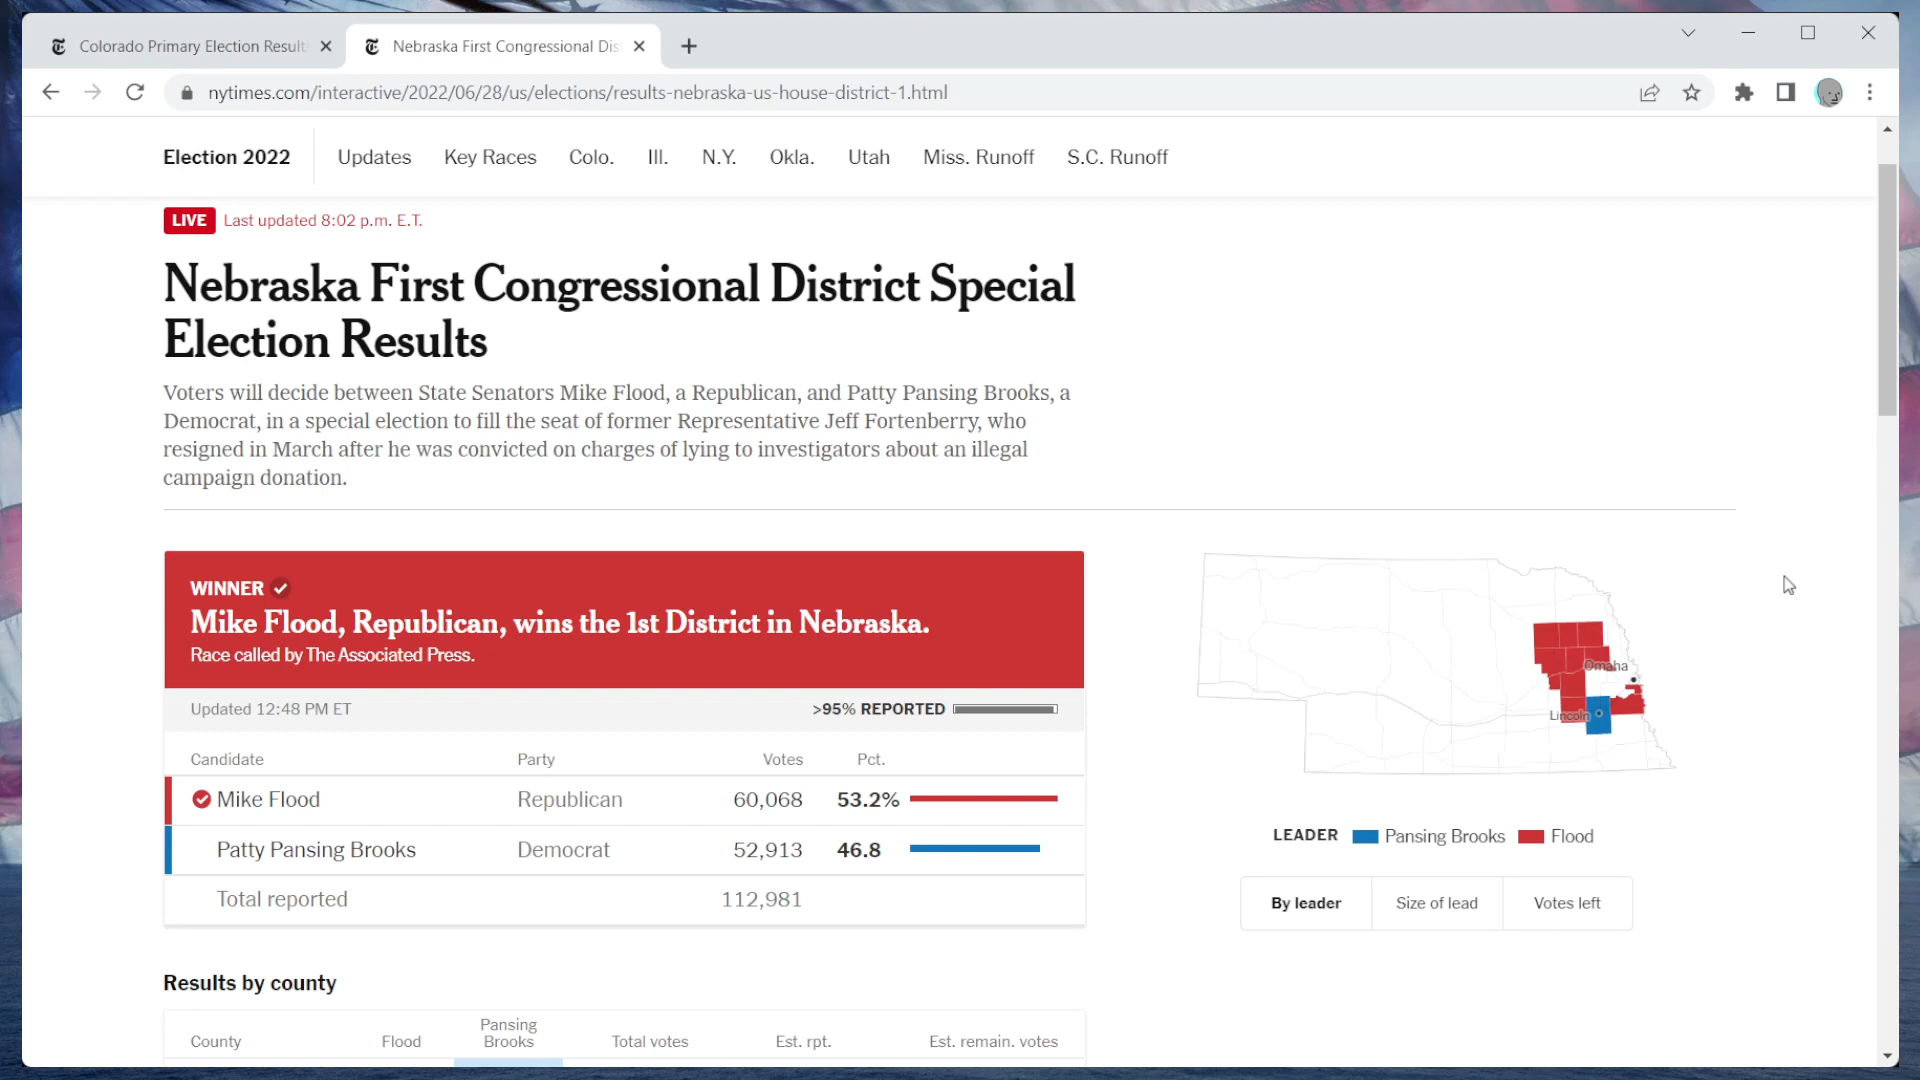 Colorado Primary Election Result
Nebraska First Congressional Dis
nytimes.com/interactive/2022/06/28/us/elections/results-nebraska-us-house-district-1.html
Election 2022 Updates Key Races Colo. Ill. N.Y. Okla. Utah Miss. Runoff S.C. Runoff
LIVE Last updated 8:02 p.m. E.T.
Nebraska First Congressional District Special
Election Results
Voters will decide between State Senators Mike Flood, a Republican, and Patty Pansing Brooks, a
Democrat, in a special election to fill the seat of former Representative Jeff Fortenberry, who
resigned in March after he was convicted on charges of lying to investigators about an illegal
campaign donation.
WINNER
Mike Flood, Republican, wins the 1st District in Nebraska.
Race called by The Associated Press.
Updated 12:48 PM ET >95% REPORTED
Candidate Party Votes Pct.
Mike Flood Republican 60,068 53.2%
Patty Pansing Brooks Democrat 52,913 46.8
Total reported 112,981
Omaha
Lincoln
LEADER Pansing Brooks Flood
By leader Size of lead Votes left
Results by county
County Flood Pansing Brooks Total votes Est. rpt. Est. remain. votes